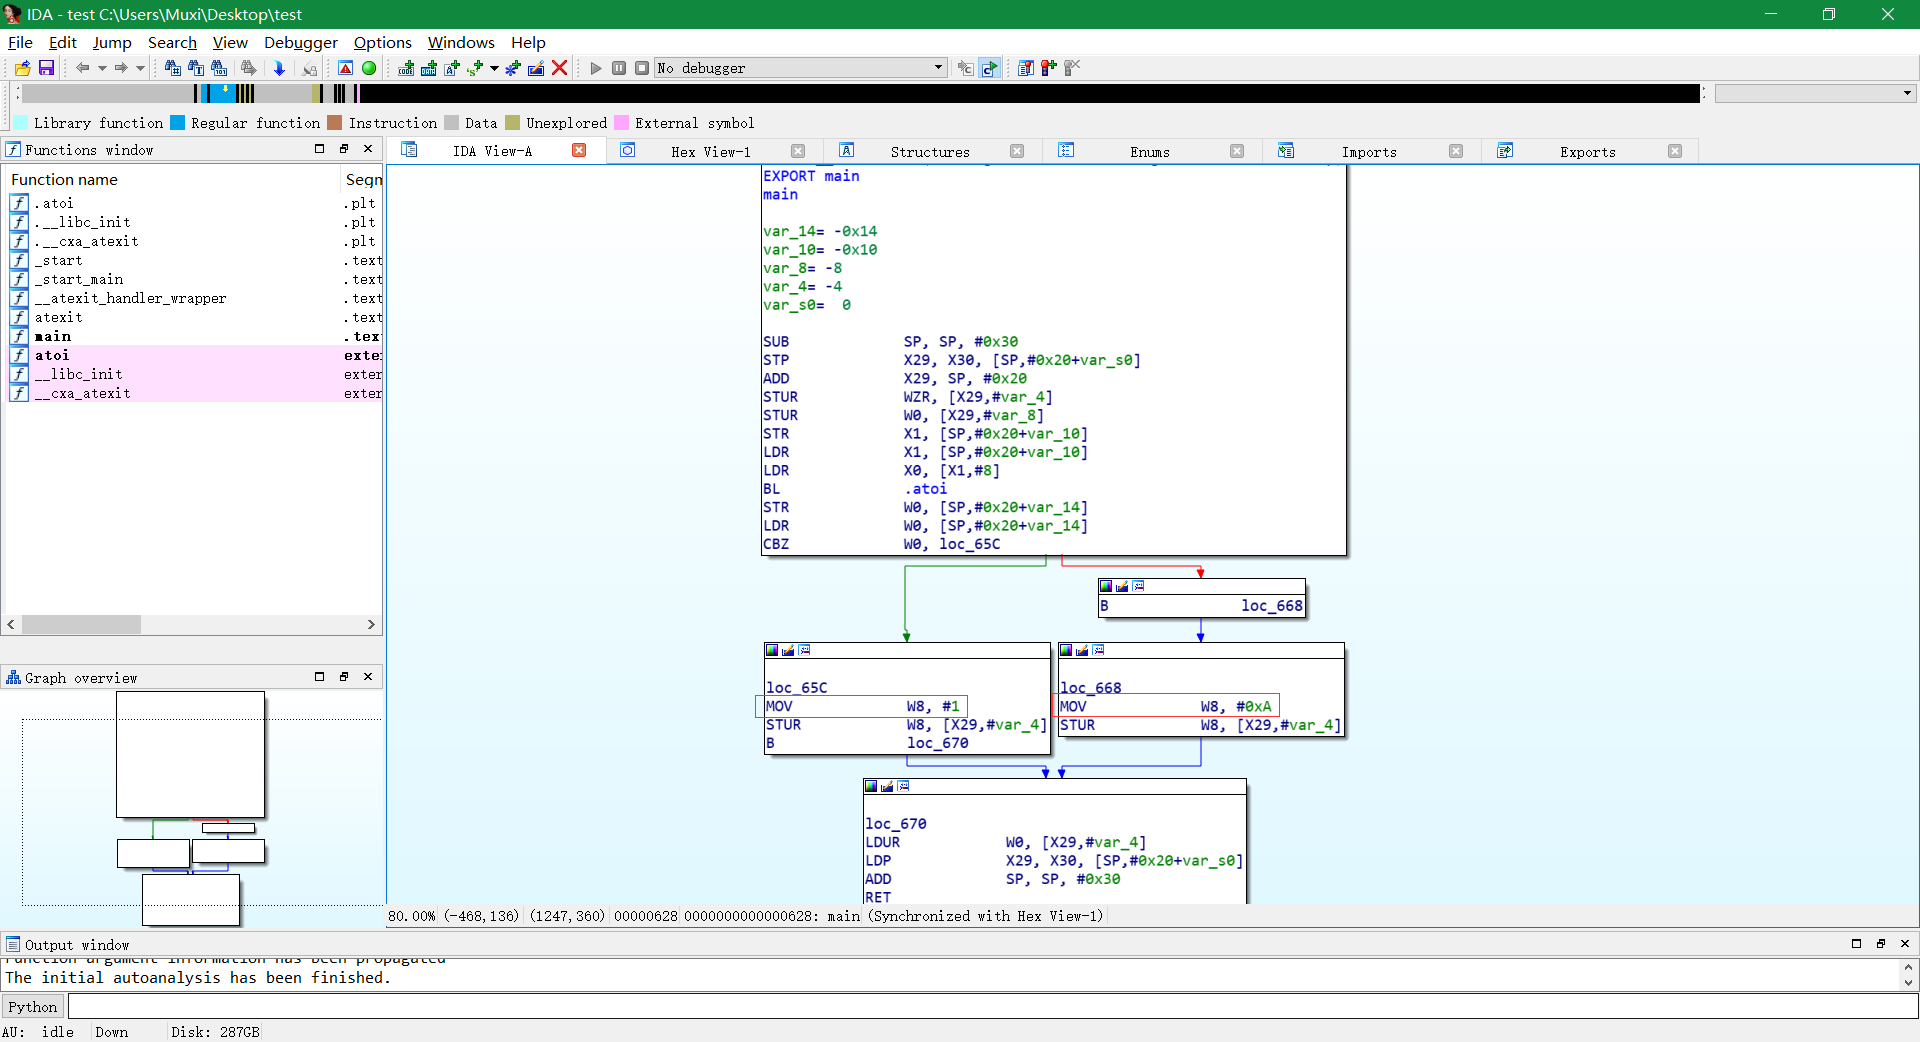 IDA - test C:\Users\Muxi\Desktop\test
File Edit Jump Search View Debugger Options Windows Help
No debugger
Library function Regular function Instruction Data Unexplored External symbol
Functions window
Function name Segm
.atoi .plt
.__libc_init .plt
.__cxa_atexit .plt
_start .text
_start_main .text
__atexit_handler_wrapper .text
atexit .text
main .text
atoi exter
__libc_init exter
__cxa_atexit exter
Graph overview
IDA View-A Hex View-1 Structures Enums Imports Exports
EXPORT main
main
var_14= -0x14
var_10= -0x10
var_8= -8
var_4= -4
var_s0= 0
SUB SP, SP, #0x30
STP X29, X30, [SP,#0x20+var_s0]
ADD X29, SP, #0x20
STUR WZR, [X29,#var_4]
STUR W0, [X29,#var_8]
STR X1, [SP,#0x20+var_10]
LDR X1, [SP,#0x20+var_10]
LDR X0, [X1,#8]
BL .atoi
STR W0, [SP,#0x20+var_14]
LDR W0, [SP,#0x20+var_14]
CBZ W0, loc_65C
B loc_668
loc_65C
MOV W8, #1
STUR W8, [X29,#var_4]
B loc_670
loc_668
MOV W8, #0xA
STUR W8, [X29,#var_4]
loc_670
LDUR W0, [X29,#var_4]
LDP X29, X30, [SP,#0x20+var_s0]
ADD SP, SP, #0x30
RET
80.00% (-468,136) (1247,360) 00000628 0000000000000628: main (Synchronized with Hex View-1)
Output window
Function argument information has been propagated
The initial autoanalysis has been finished.
Python
AU: idle Down Disk: 287GB